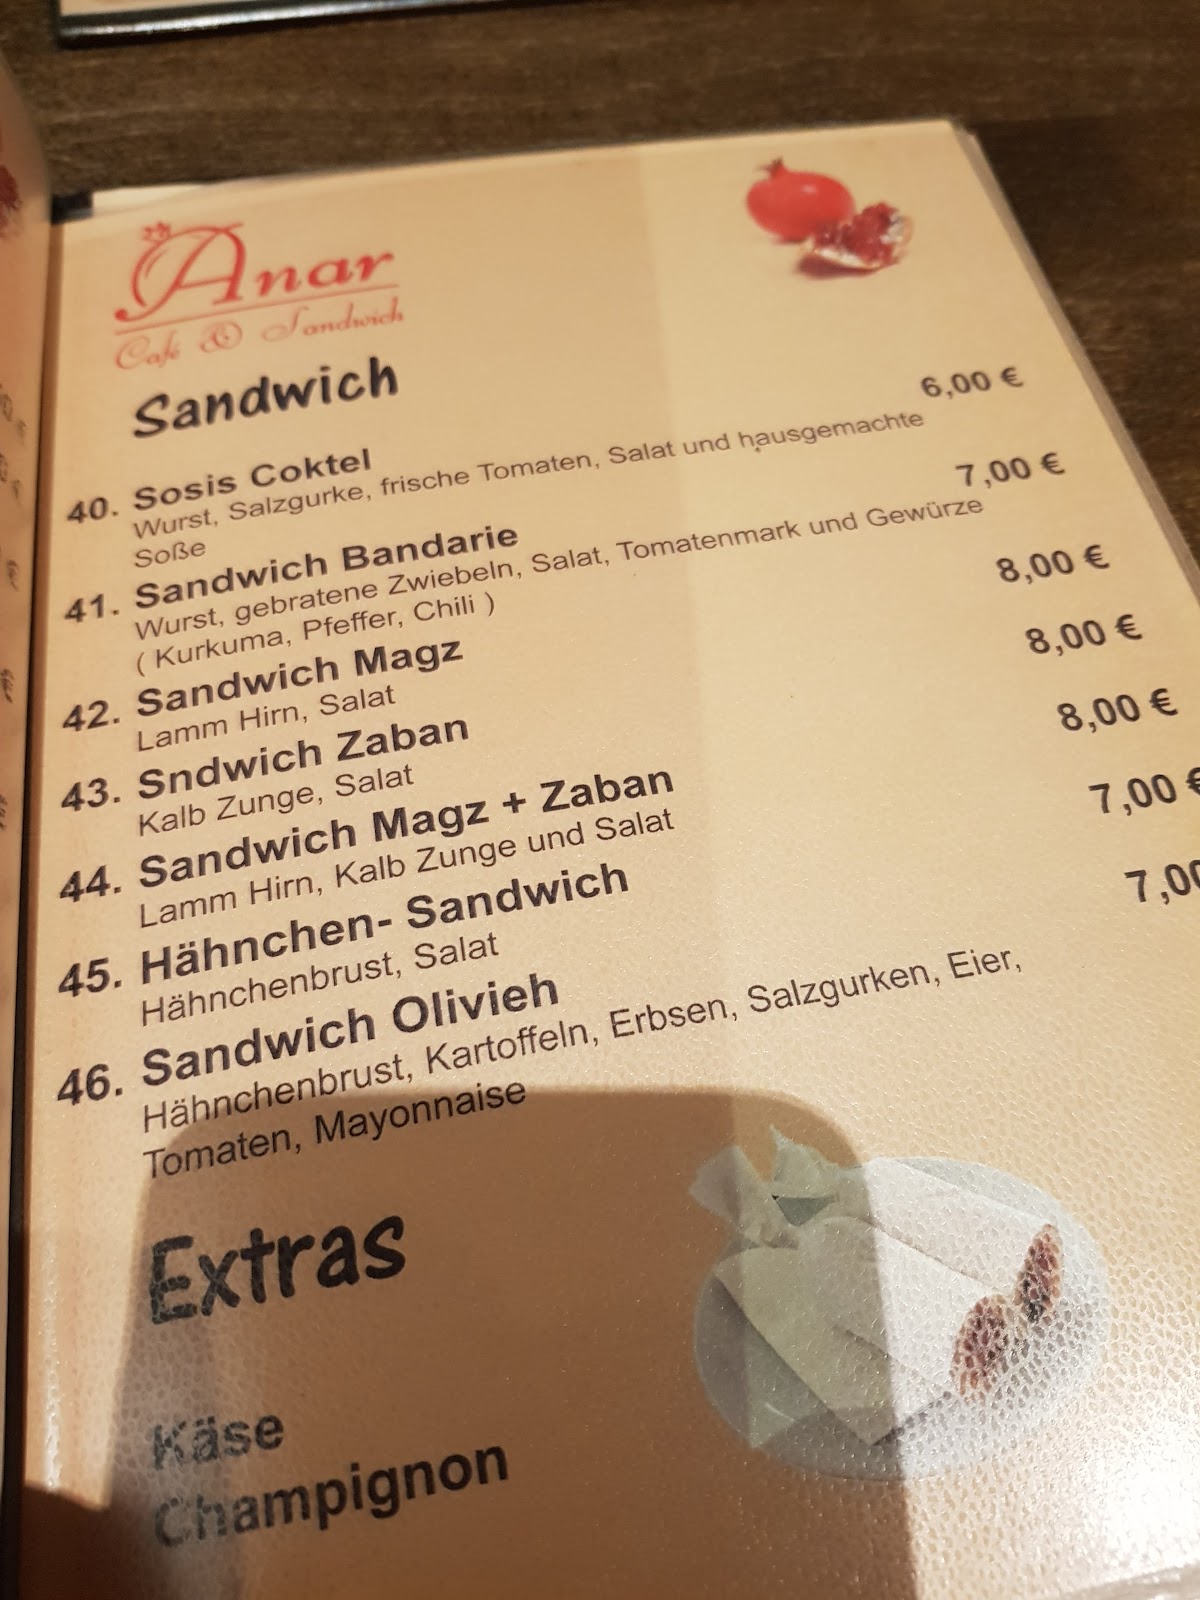 Anar
Café & Sandwich
Sandwich
40. Sosis Coktel 6,00 €
Wurst, Salzgurke, frische Tomaten, Salat und hausgemachte
Soße
41. Sandwich Bandarie 7,00 €
Wurst, gebratene Zwiebeln, Salat, Tomatenmark und Gewürze
( Kurkuma, Pfeffer, Chili )
42. Sandwich Magz 8,00 €
Lamm Hirn, Salat
43. Sndwich Zaban 8,00 €
Kalb Zunge, Salat
44. Sandwich Magz + Zaban 8,00 €
Lamm Hirn, Kalb Zunge und Salat
45. Hähnchen- Sandwich 7,00 €
Hähnchenbrust, Salat
46. Sandwich Olivieh 7,00
Hähnchenbrust, Kartoffeln, Erbsen, Salzgurken, Eier,
Tomaten, Mayonnaise
Extras
Käse
Champignon